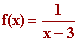 f(x) = 1/(x − 3)